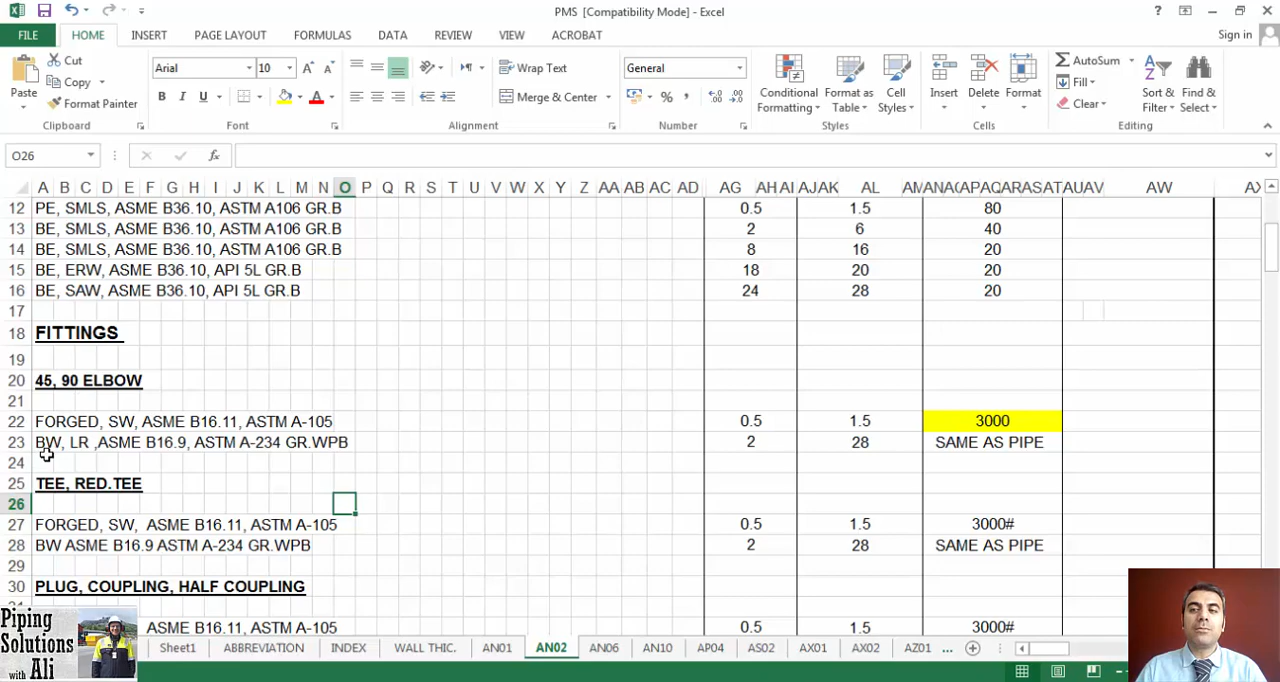 PMS [Compatibility Mode] - Excel
?
FILE HOME INSERT PAGE LAYOUT FORMULAS DATA REVIEW VIEW ACROBAT Sign in
Paste Cut Copy Format Painter
Arial 10 A A Wrap Text General
Conditional Formatting Format as Table Cell Styles Insert Delete Format
AutoSum Fill Clear Sort & Filter Find & Select
B I U A Merge & Center % ,
Clipboard Font Alignment Number Styles Cells Editing
O26 fx
A B C D E F G H I J K L M N O P Q R S T U V W X Y Z AA AB AC AD AG AH AI AJ AK AL AM AN AO AP AQ AR AS AT AU AV AW AX
12 PE, SMLS, ASME B36.10, ASTM A106 GR.B 0.5 1.5 80
13 BE, SMLS, ASME B36.10, ASTM A106 GR.B 2 6 40
14 BE, SMLS, ASME B36.10, ASTM A106 GR.B 8 16 20
15 BE, ERW, ASME B36.10, API 5L GR.B 18 20 20
16 BE, SAW, ASME B36.10, API 5L GR.B 24 28 20
17
18 FITTINGS
19
20 45, 90 ELBOW
21
22 FORGED, SW, ASME B16.11, ASTM A-105 0.5 1.5 3000
23 BW, LR ,ASME B16.9, ASTM A-234 GR.WPB 2 28 SAME AS PIPE
24
25 TEE, RED.TEE
26
27 FORGED, SW, ASME B16.11, ASTM A-105 0.5 1.5 3000#
28 BW ASME B16.9 ASTM A-234 GR.WPB 2 28 SAME AS PIPE
29
30 PLUG, COUPLING, HALF COUPLING
ASME B16.11, ASTM A-105 0.5 1.5 3000#
Piping
Solutions
with Ali
Sheet1 ABBREVIATION INDEX WALL THIC. AN01 AN02 AN06 AN10 AP04 AS02 AX01 AX02 AZ01 ...